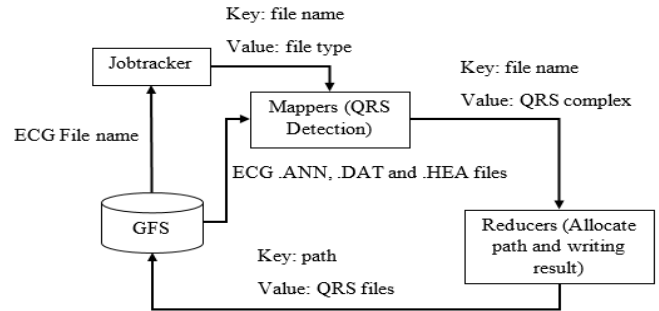 Key: file name
Value: file type
Jobtracker
Key: file name
Value: QRS complex
Mappers (QRS
Detection)
ECG File name
ECG .ANN, .DAT and .HEA files
GFS
Reducers (Allocate
path and writing
result)
Key: path
Value: QRS files